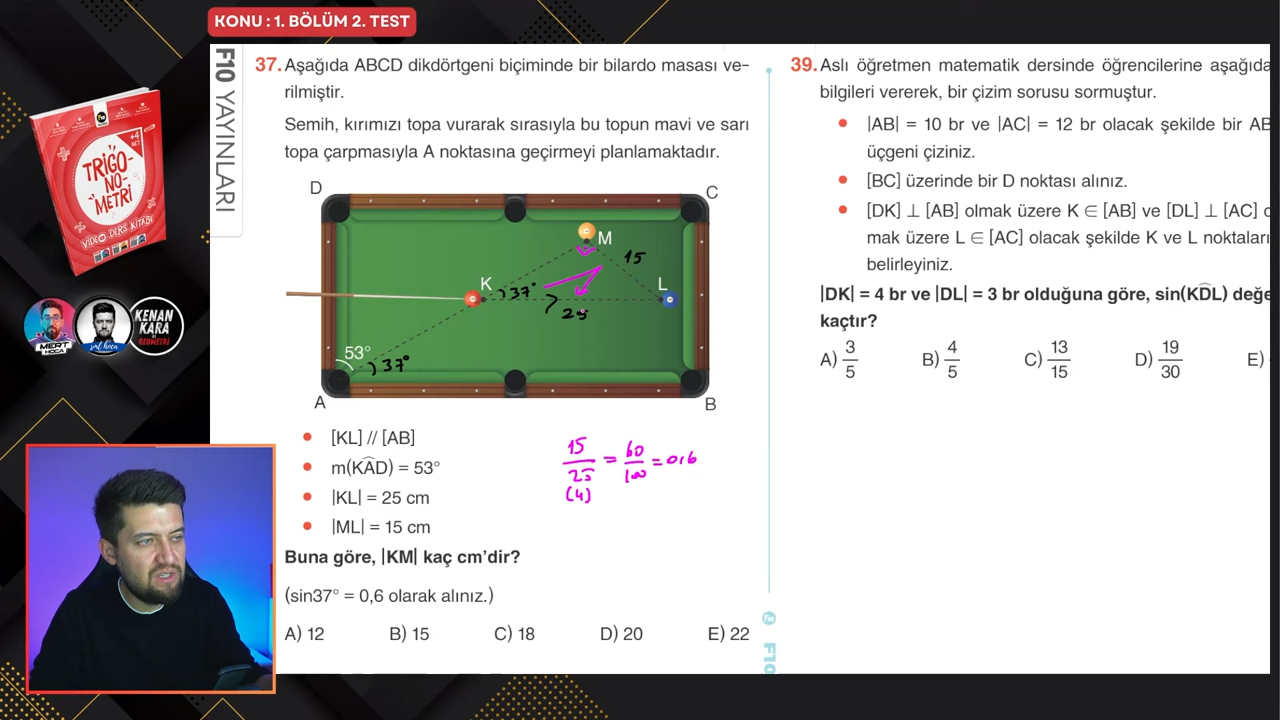 KONU : 1. BÖLÜM 2. TEST
F10 YAYINLARI
TRİGO-
NO-
METRİ
VİDEO DERS KİTABI
+4 NET
MERT HOCA
KENAN
KARA
37. Aşağıda ABCD dikdörtgeni biçiminde bir bilardo masası ve-
rilmiştir.
Semih, kırımızi topa vurarak sırasıyla bu topun mavi ve sarı
topa çarpmasıyla A noktasına geçirmeyi planlamaktadır.
D
C
M
15
K
L
37°
25
53°
37°
A
B
[KL] // [AB]
m(KÂD) = 53°
|KL| = 25 cm
|ML| = 15 cm
15/25 = 60/100 = 0,6
(4)
Buna göre, |KM| kaç cm'dir?
(sin37° = 0,6 olarak alınız.)
A) 12 B) 15 C) 18 D) 20 E) 22
39. Aslı öğretmen matematik dersinde öğrencilerine aşağıda
bilgileri vererek, bir çizim sorusu sormuştur.
|AB| = 10 br ve |AC| = 12 br olacak şekilde bir AB
üçgeni çiziniz.
[BC] üzerinde bir D noktası alınız.
[DK] ⊥ [AB] olmak üzere K ∈ [AB] ve [DL] ⊥ [AC] o
mak üzere L ∈ [AC] olacak şekilde K ve L noktaları
belirleyiniz.
|DK| = 4 br ve |DL| = 3 br olduğuna göre, sin(KD̂L) değe
kaçtır?
A) 3/5 B) 4/5 C) 13/15 D) 19/30 E)
F10